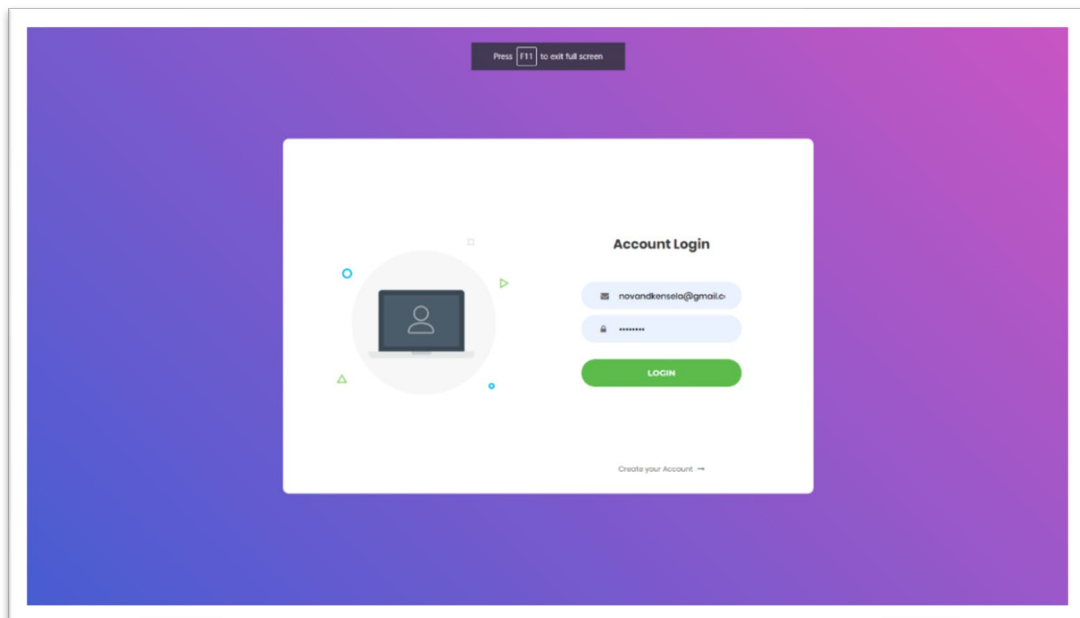 Press F11 to exit full screen
Account Login
novandkensela@gmail.c
••••••••
LOGIN
Create your Account →